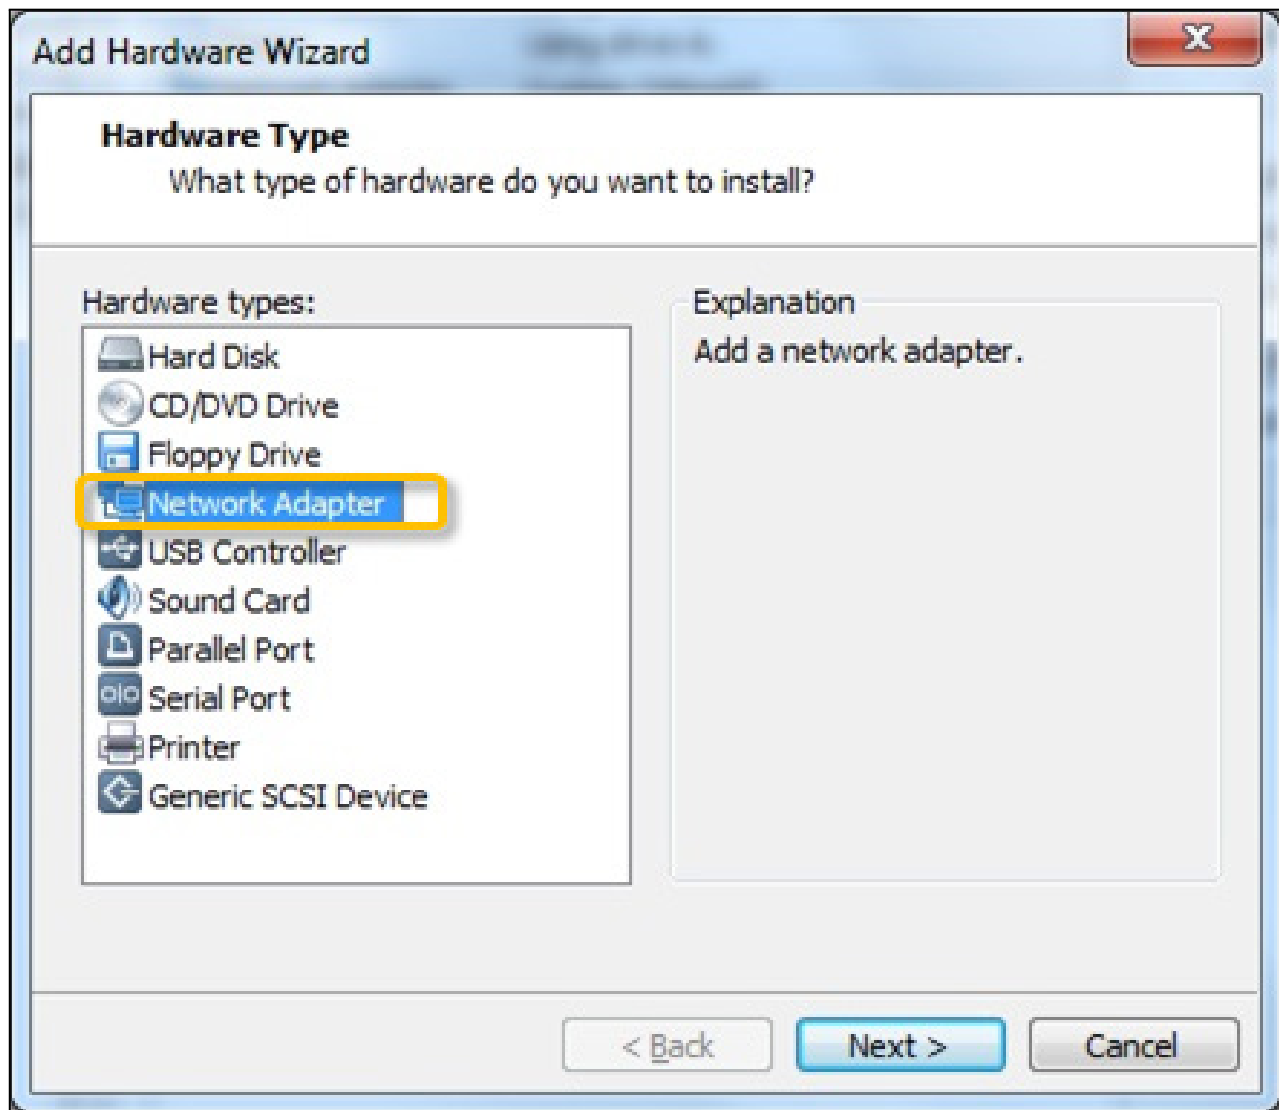 Add Hardware Wizard
Hardware Type
What type of hardware do you want to install?
Hardware types:
Hard Disk
CD/DVD Drive
Floppy Drive
Network Adapter
USB Controller
Sound Card
Parallel Port
Serial Port
Printer
Generic SCSI Device
Explanation
Add a network adapter.
< Back
Next >
Cancel